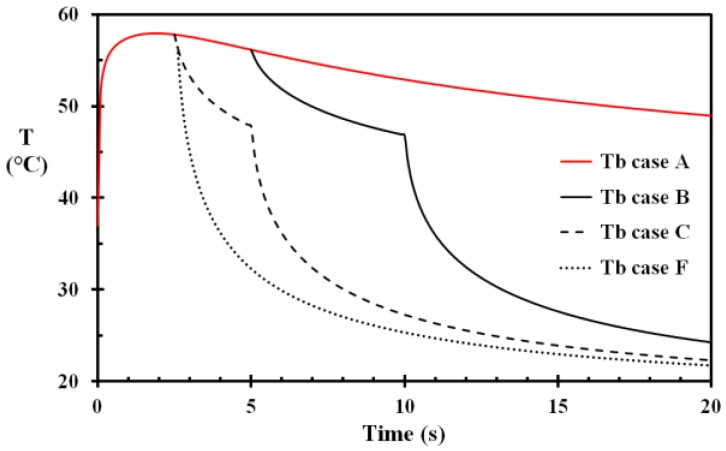 60
50
T
(°C)
40
30
20
Tb case A
Tb case B
Tb case C
Tb case F
0 5 10 15 20
Time (s)